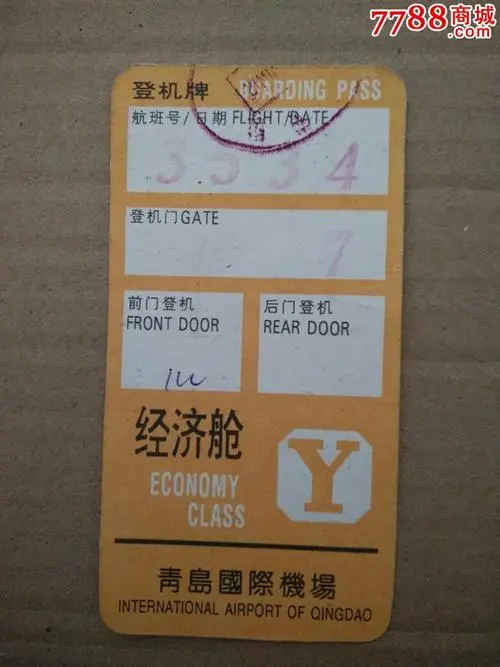 7788商城
登机牌 BOARDING PASS
航班号/日期 FLIGHT/DATE
3334
登机门GATE
7
前门登机 后门登机
FRONT DOOR REAR DOOR
经济舱
ECONOMY
CLASS
Y
青島國際機場
INTERNATIONAL AIRPORT OF QINGDAO